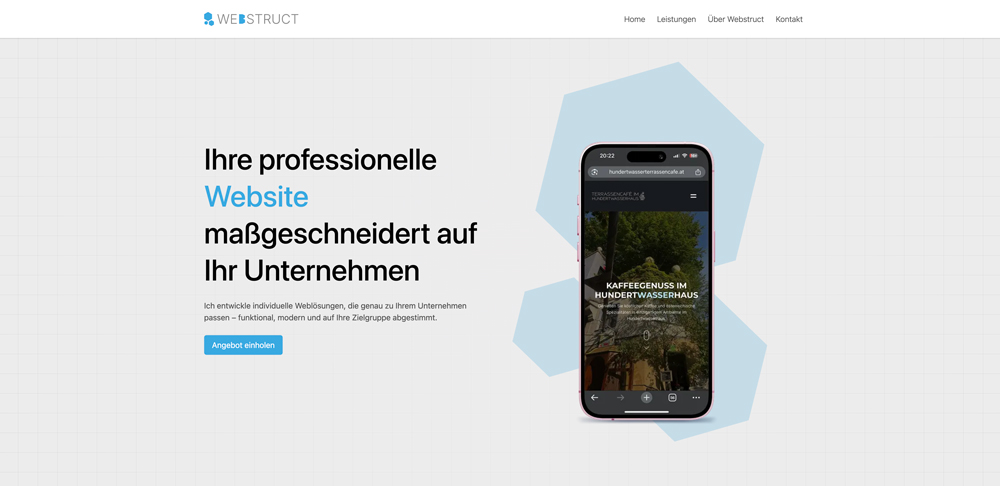 WEBSTRUCT
Home Leistungen Über Webstruct Kontakt
Ihre professionelle
Website
maßgeschneidert auf
Ihr Unternehmen
Ich entwickle individuelle Weblösungen, die genau zu Ihrem Unternehmen
passen – funktional, modern und auf Ihre Zielgruppe abgestimmt.
Angebot einholen
20:22
hundertwasserterrassencafe.at
TERRASSENCAFE IM
HUNDERTWASSERHAUS
KAFFEEGENUSS IM
HUNDERTWASSERHAUS
Hundertwasserhaus.